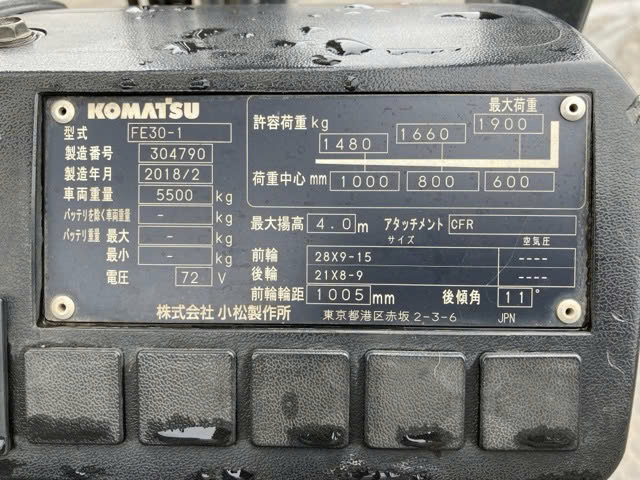 KOMATSU
型式 FE30-1
製造番号 304790
製造年月 2018/2
車両重量 5500 kg
バッテリを除く車両重量 - kg
バッテリ重量 最大 - kg
最小 - kg
電圧 72 V
最大荷重
許容荷重 kg 1480 1660 1900
荷重中心 mm 1000 800 600
最大揚高 4.0 m アタッチメント CFR
サイズ 空気圧
前輪 28X9-15 ----
後輪 21X8-9 ----
前輪輪距 1005 mm 後傾角 11°
株式会社 小松製作所 東京都港区赤坂2-3-6 JPN